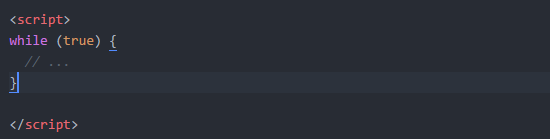 <script>
while (true) {
  // ...
}
</script>